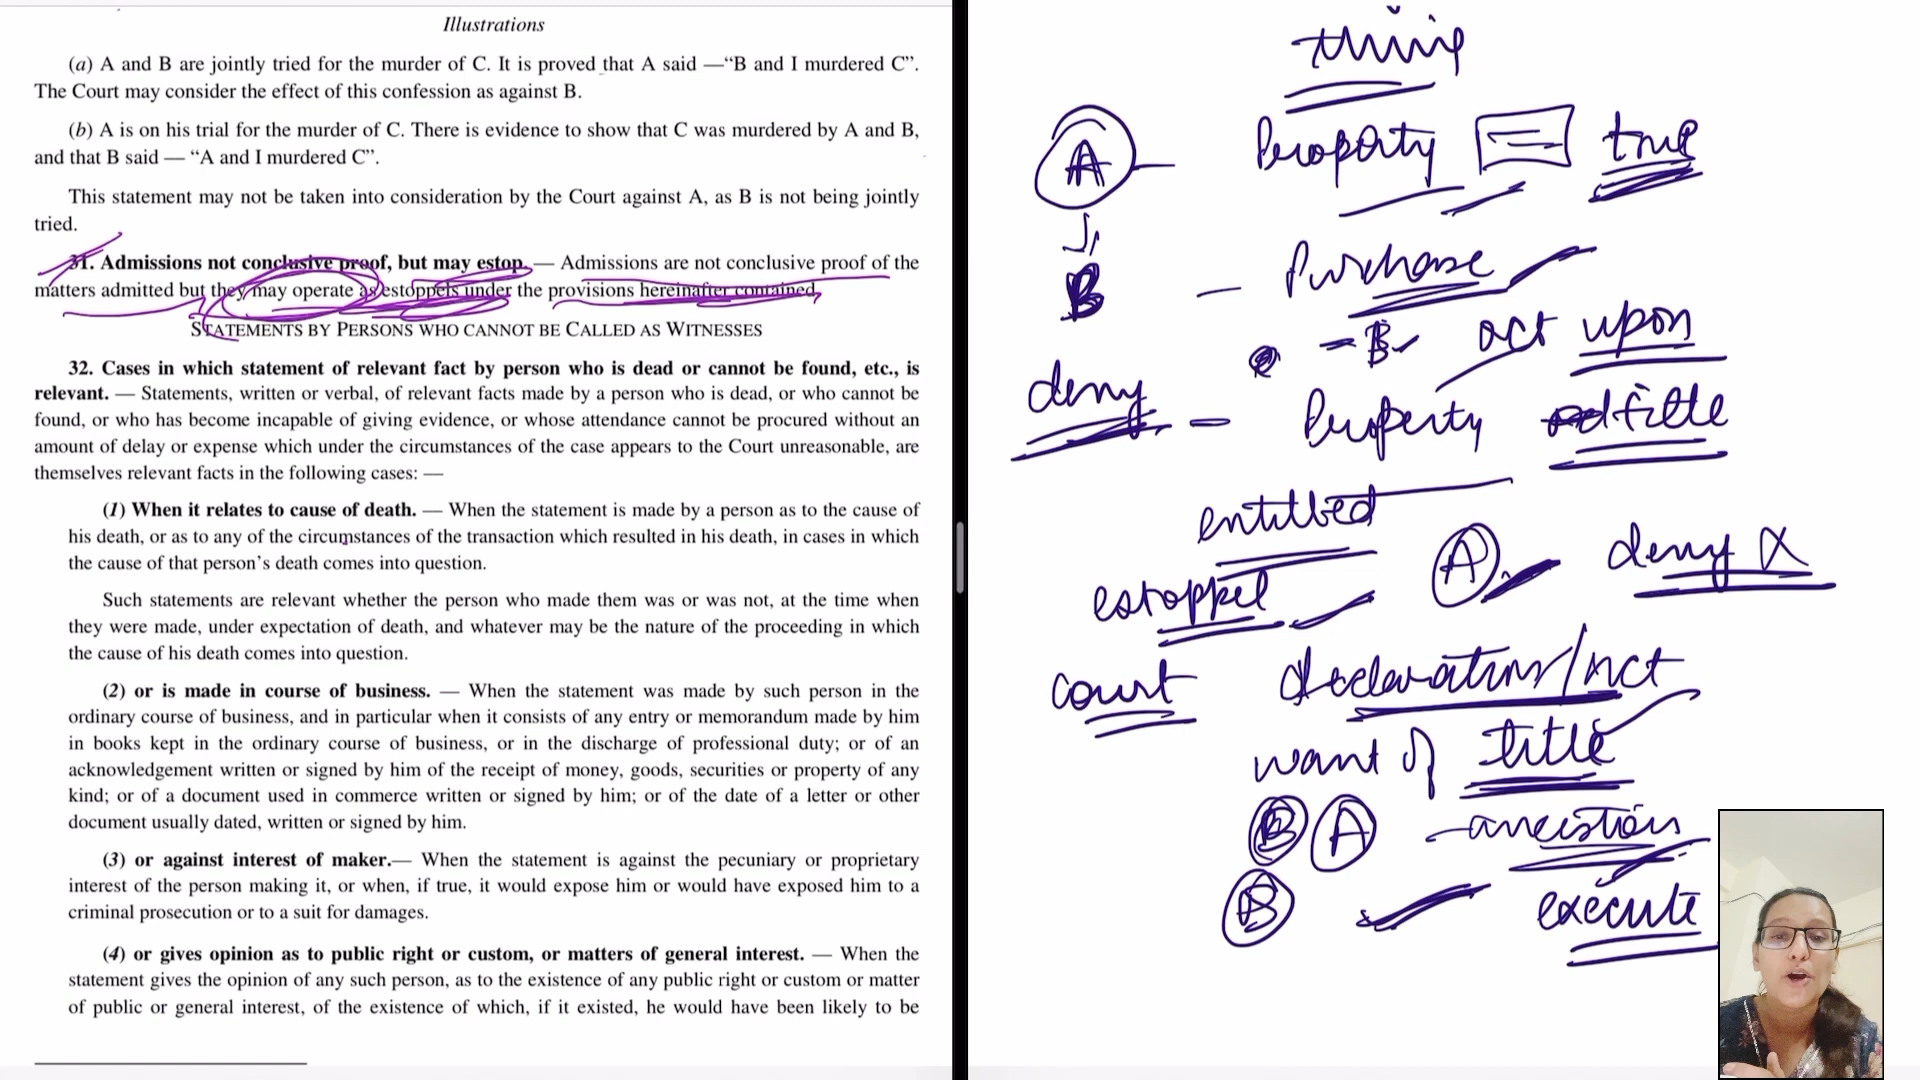 Illustrations
(a) A and B are jointly tried for the murder of C. It is proved that A said —“B and I murdered C”.
The Court may consider the effect of this confession as against B.
(b) A is on his trial for the murder of C. There is evidence to show that C was murdered by A and B,
and that B said — “A and I murdered C”.
This statement may not be taken into consideration by the Court against A, as B is not being jointly
tried.
31. Admissions not conclusive proof, but may estop. — Admissions are not conclusive proof of the
matters admitted but they may operate as estoppels under the provisions hereinafter contained.
STATEMENTS BY PERSONS WHO CANNOT BE CALLED AS WITNESSES
32. Cases in which statement of relevant fact by person who is dead or cannot be found, etc., is
relevant. — Statements, written or verbal, of relevant facts made by a person who is dead, or who cannot be
found, or who has become incapable of giving evidence, or whose attendance cannot be procured without an
amount of delay or expense which under the circumstances of the case appears to the Court unreasonable, are
themselves relevant facts in the following cases: —
(1) When it relates to cause of death. — When the statement is made by a person as to the cause of
his death, or as to any of the circumstances of the transaction which resulted in his death, in cases in which
the cause of that person’s death comes into question.
Such statements are relevant whether the person who made them was or was not, at the time when
they were made, under expectation of death, and whatever may be the nature of the proceeding in which
the cause of his death comes into question.
(2) or is made in course of business. — When the statement was made by such person in the
ordinary course of business, and in particular when it consists of any entry or memorandum made by him
in books kept in the ordinary course of business, or in the discharge of professional duty; or of an
acknowledgement written or signed by him of the receipt of money, goods, securities or property of any
kind; or of a document used in commerce written or signed by him; or of the date of a letter or other
document usually dated, written or signed by him.
(3) or against interest of maker.— When the statement is against the pecuniary or proprietary
interest of the person making it, or when, if true, it would expose him or would have exposed him to a
criminal prosecution or to a suit for damages.
(4) or gives opinion as to public right or custom, or matters of general interest. — When the
statement gives the opinion of any such person, as to the existence of any public right or custom or matter
of public or general interest, of the existence of which, if it existed, he would have been likely to be
thing
A Property true
B - Purchase
- B act upon
deny - Property title
entitled
estoppel A deny X
court declaration/act
want of title
B A
B execute